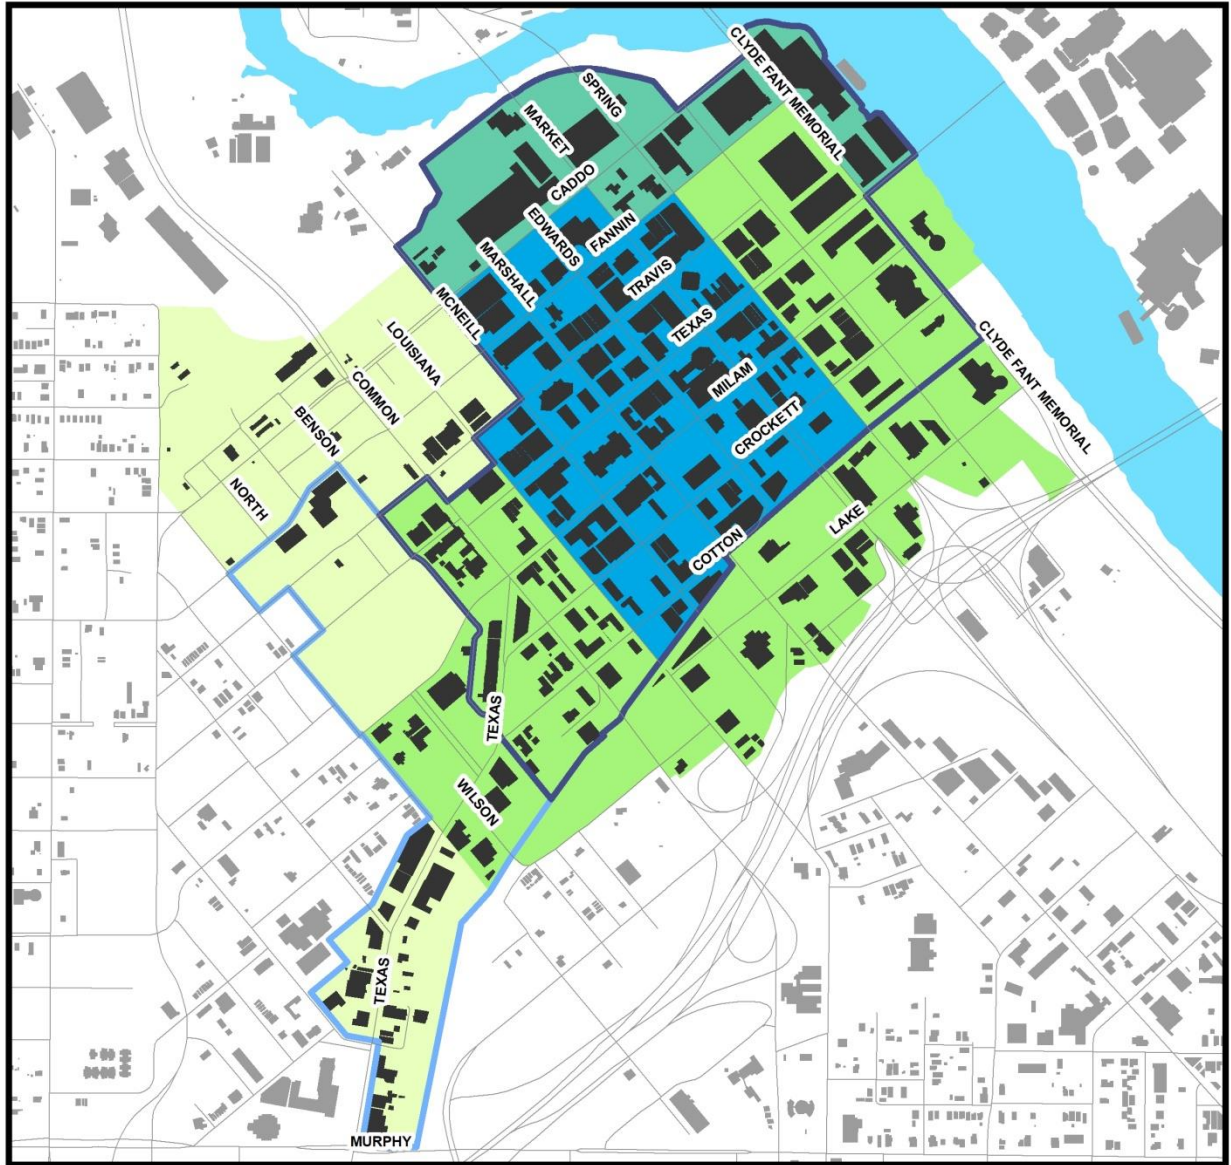 CLYDE FANT MEMORIAL
SPRING
MARKET
CADDO
EDWARDS
FANNIN
MARSHALL
TRAVIS
MCNEILL
TEXAS
LOUISIANA
COMMON
MILAM
BENSON
CROCKETT
CLYDE FANT MEMORIAL
NORTH
LAKE
COTTON
TEXAS
WILSON
TEXAS
MURPHY